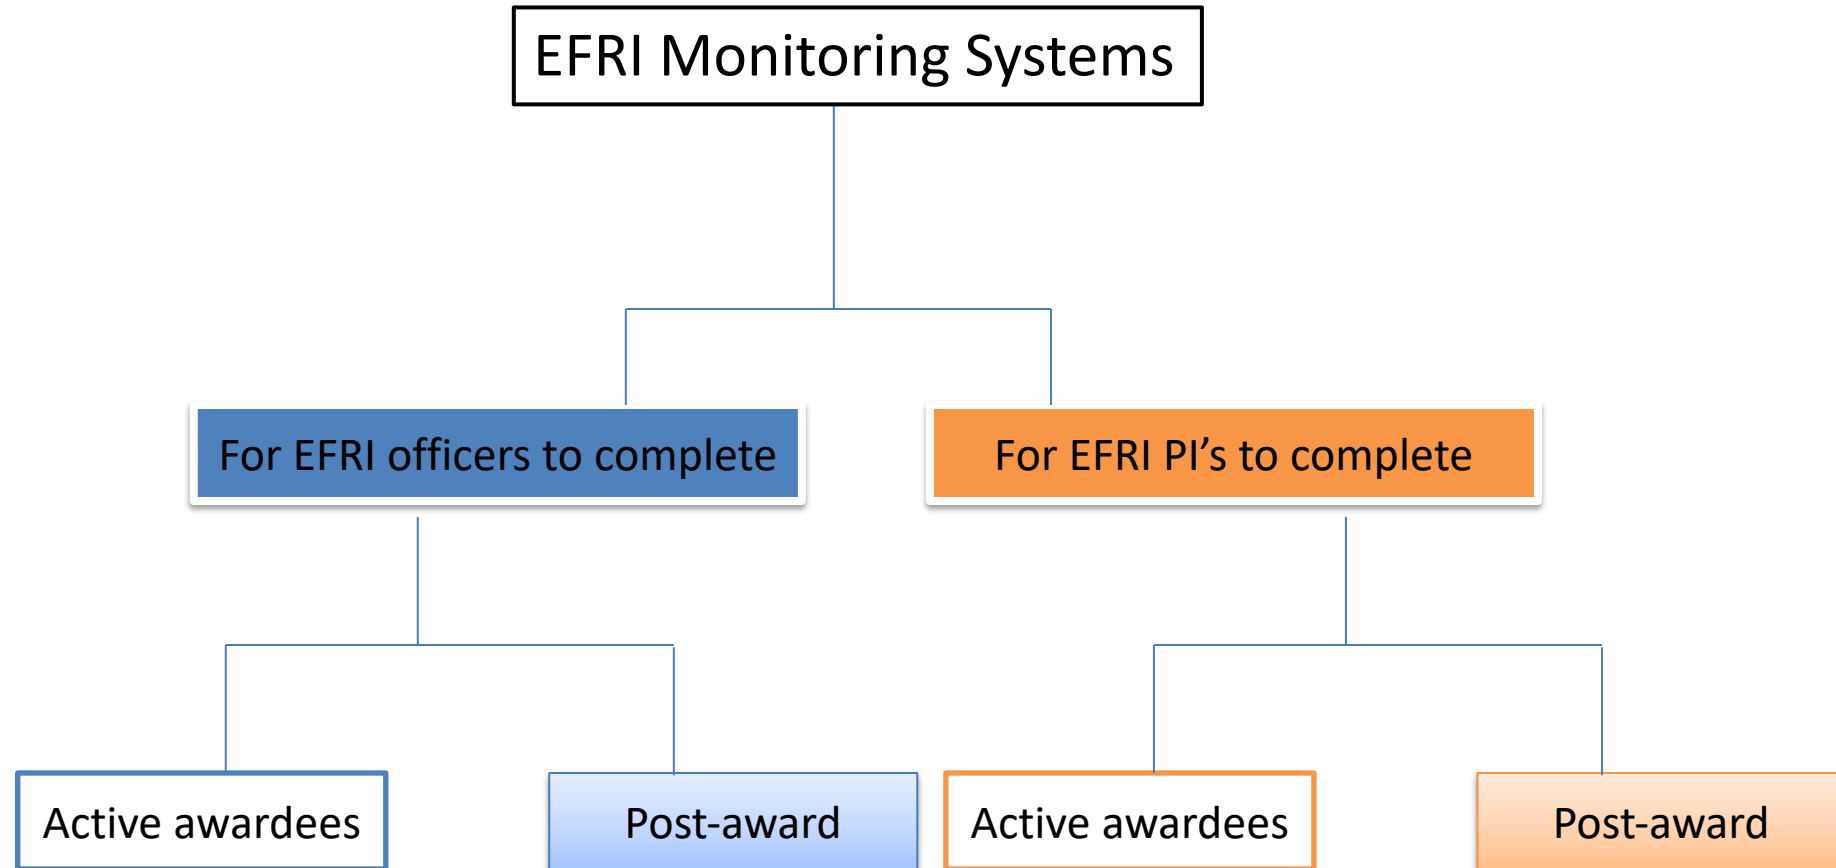 EFRI Monitoring Systems
For EFRI officers to complete
For EFRI PI’s to complete
Active awardees
Post-award
Active awardees
Post-award